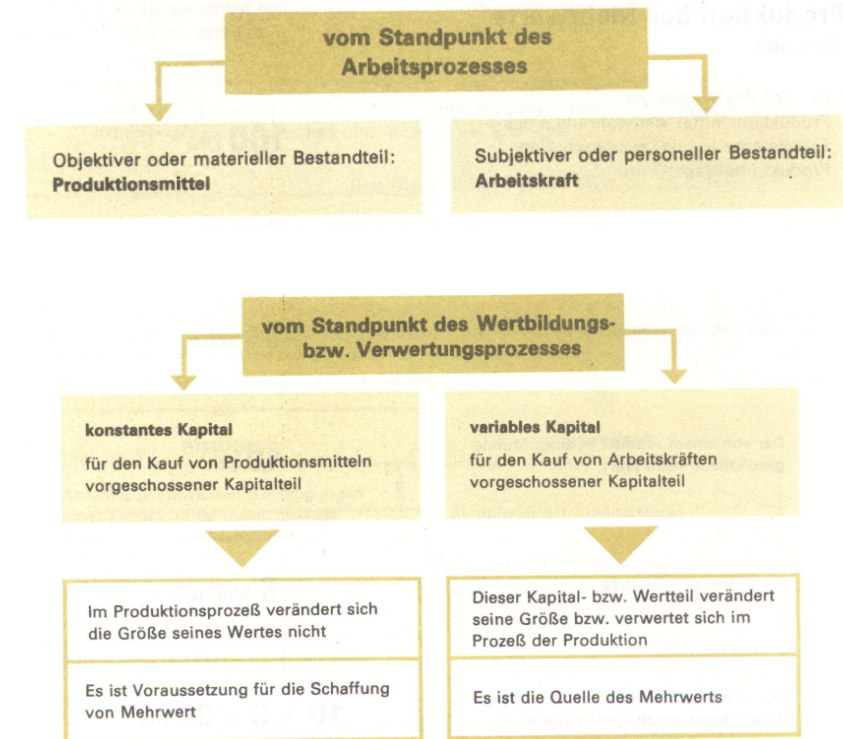 vom Standpunkt des
Arbeitsprozesses
Objektiver oder materieller Bestandteil:
Produktionsmittel
Subjektiver oder personeller Bestandteil:
Arbeitskraft
vom Standpunkt des Wertbildungs-
bzw. Verwertungsprozesses
konstantes Kapital
für den Kauf von Produktionsmitteln
vorgeschossener Kapitalteil
variables Kapital
für den Kauf von Arbeitskräften
vorgeschossener Kapitalteil
Im Produktionsprozeß verändert sich
die Größe seines Wertes nicht
Es ist Voraussetzung für die Schaffung
von Mehrwert
Dieser Kapital- bzw. Wertteil verändert
seine Größe bzw. verwertet sich im
Prozeß der Produktion
Es ist die Quelle des Mehrwerts